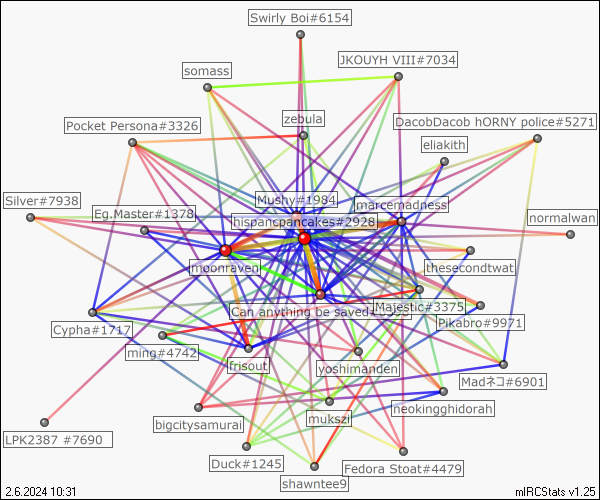 Swirly Boi#6154
JKOUYH VIII#7034
somass
zebula
DacobDacob hORNY police#5271
Pocket Persona#3326
eliakith
Silver#7938
Mushy#1984
marcemadness
Eg.Master#1378
hispancpancakes#2928
normalwan
moonraven
thesecondtwat
Can anything be saved
Majestic#3375
Cypha#1717
Pikabro#9971
ming#4742
frisout
yoshimanden
Madネコ#6901
bigcitysamurai
mukszi
neokingghidorah
LPK2387 #7690
Duck#1245
Fedora Stoat#4479
shawntee9
2.6.2024 10:31
mIRCStats v1.25